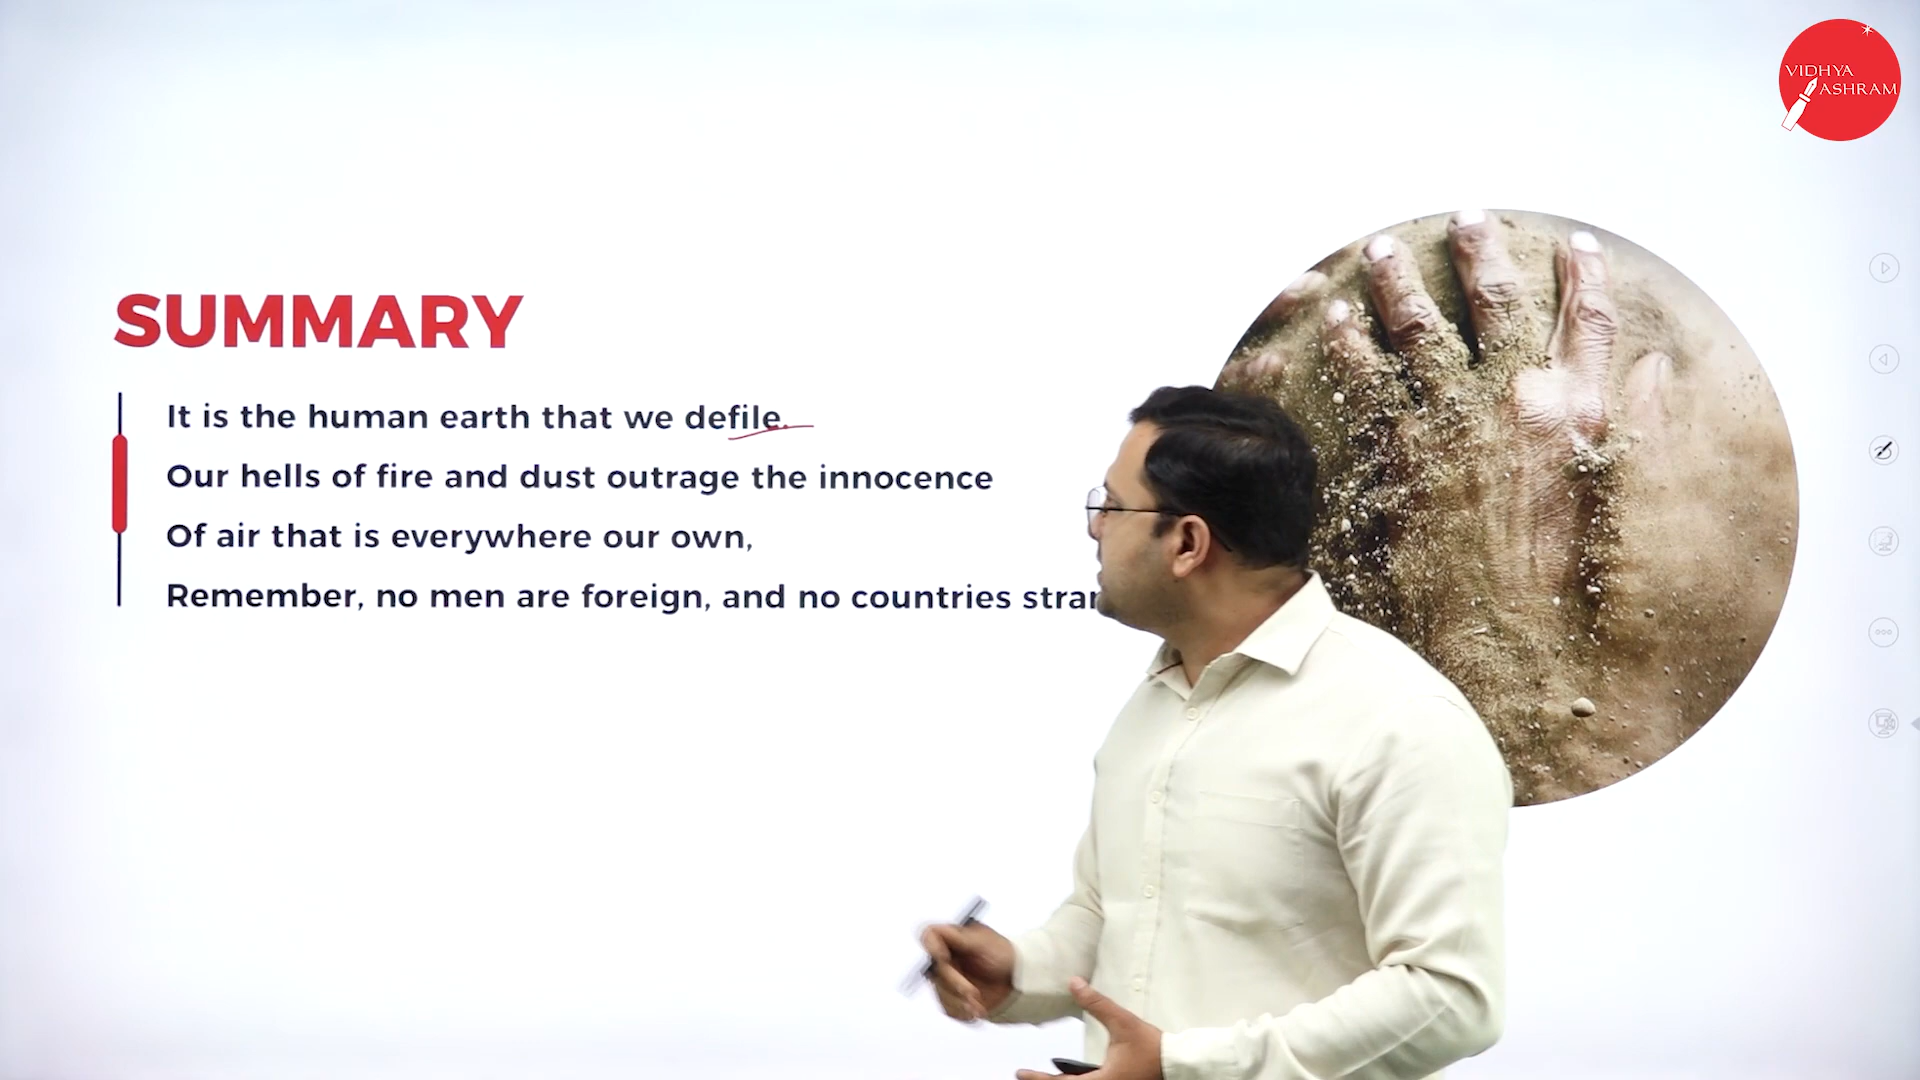 VIDHYA
ASHRAM
SUMMARY
It is the human earth that we defile.
Our hells of fire and dust outrage the innocence
Of air that is everywhere our own,
Remember, no men are foreign, and no countries